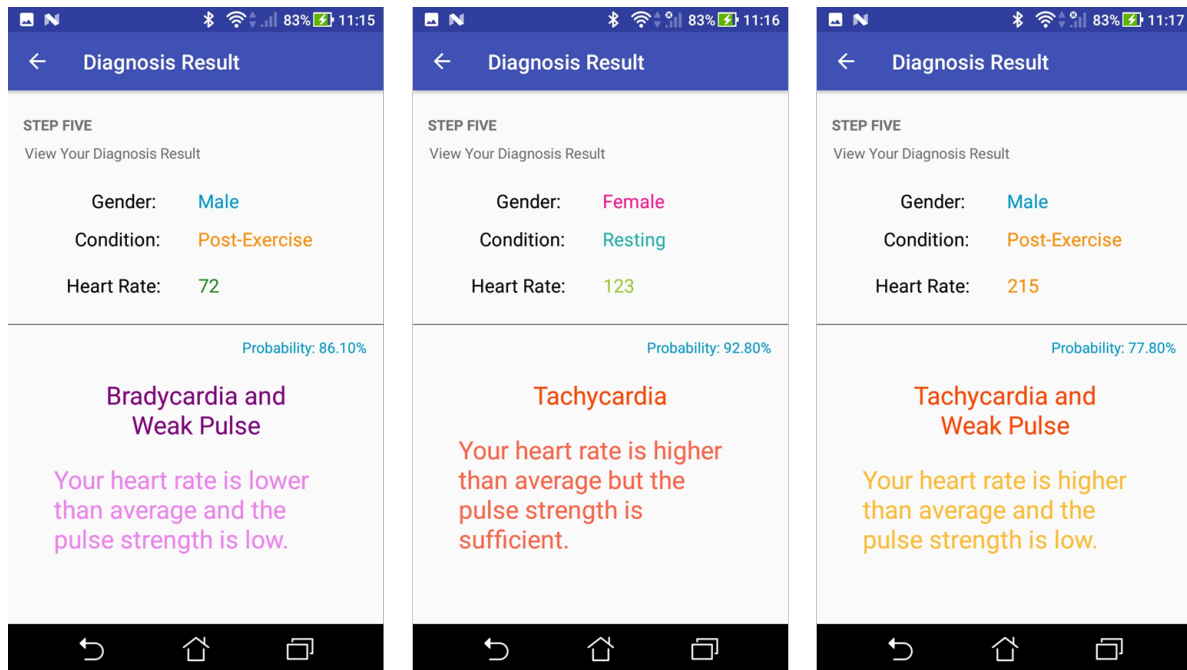 83% 11:15
Diagnosis Result
STEP FIVE
View Your Diagnosis Result
Gender: Male
Condition: Post-Exercise
Heart Rate: 72
Probability: 86.10%
Bradycardia and
Weak Pulse
Your heart rate is lower
than average and the
pulse strength is low.
83% 11:16
Diagnosis Result
STEP FIVE
View Your Diagnosis Result
Gender: Female
Condition: Resting
Heart Rate: 123
Probability: 92.80%
Tachycardia
Your heart rate is higher
than average but the
pulse strength is
sufficient.
83% 11:17
Diagnosis Result
STEP FIVE
View Your Diagnosis Result
Gender: Male
Condition: Post-Exercise
Heart Rate: 215
Probability: 77.80%
Tachycardia and
Weak Pulse
Your heart rate is higher
than average and the
pulse strength is low.